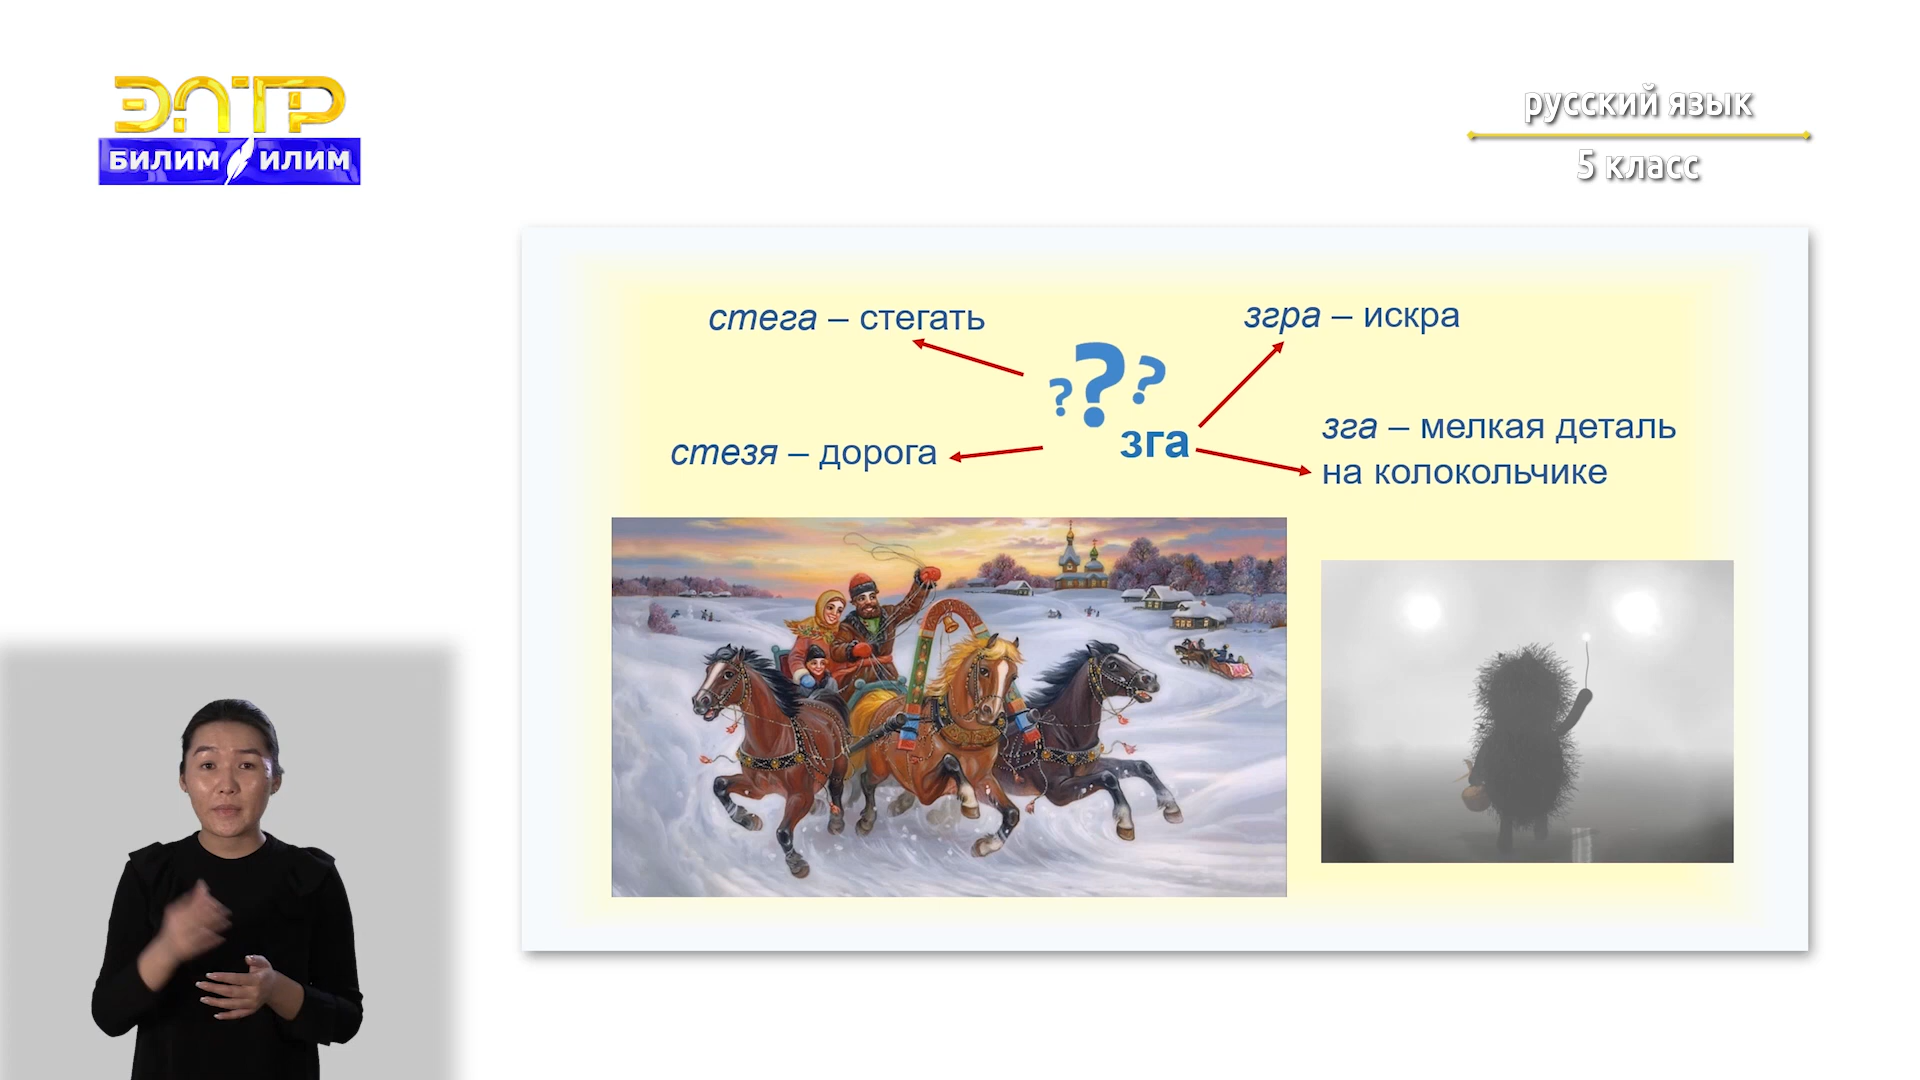 ЭЛТР
БИЛИМ ИЛИМ
русский язык
5 класс
стега – стегать
згра – искра
? ? ?
зга
зга – мелкая деталь
на колокольчике
стезя – дорога